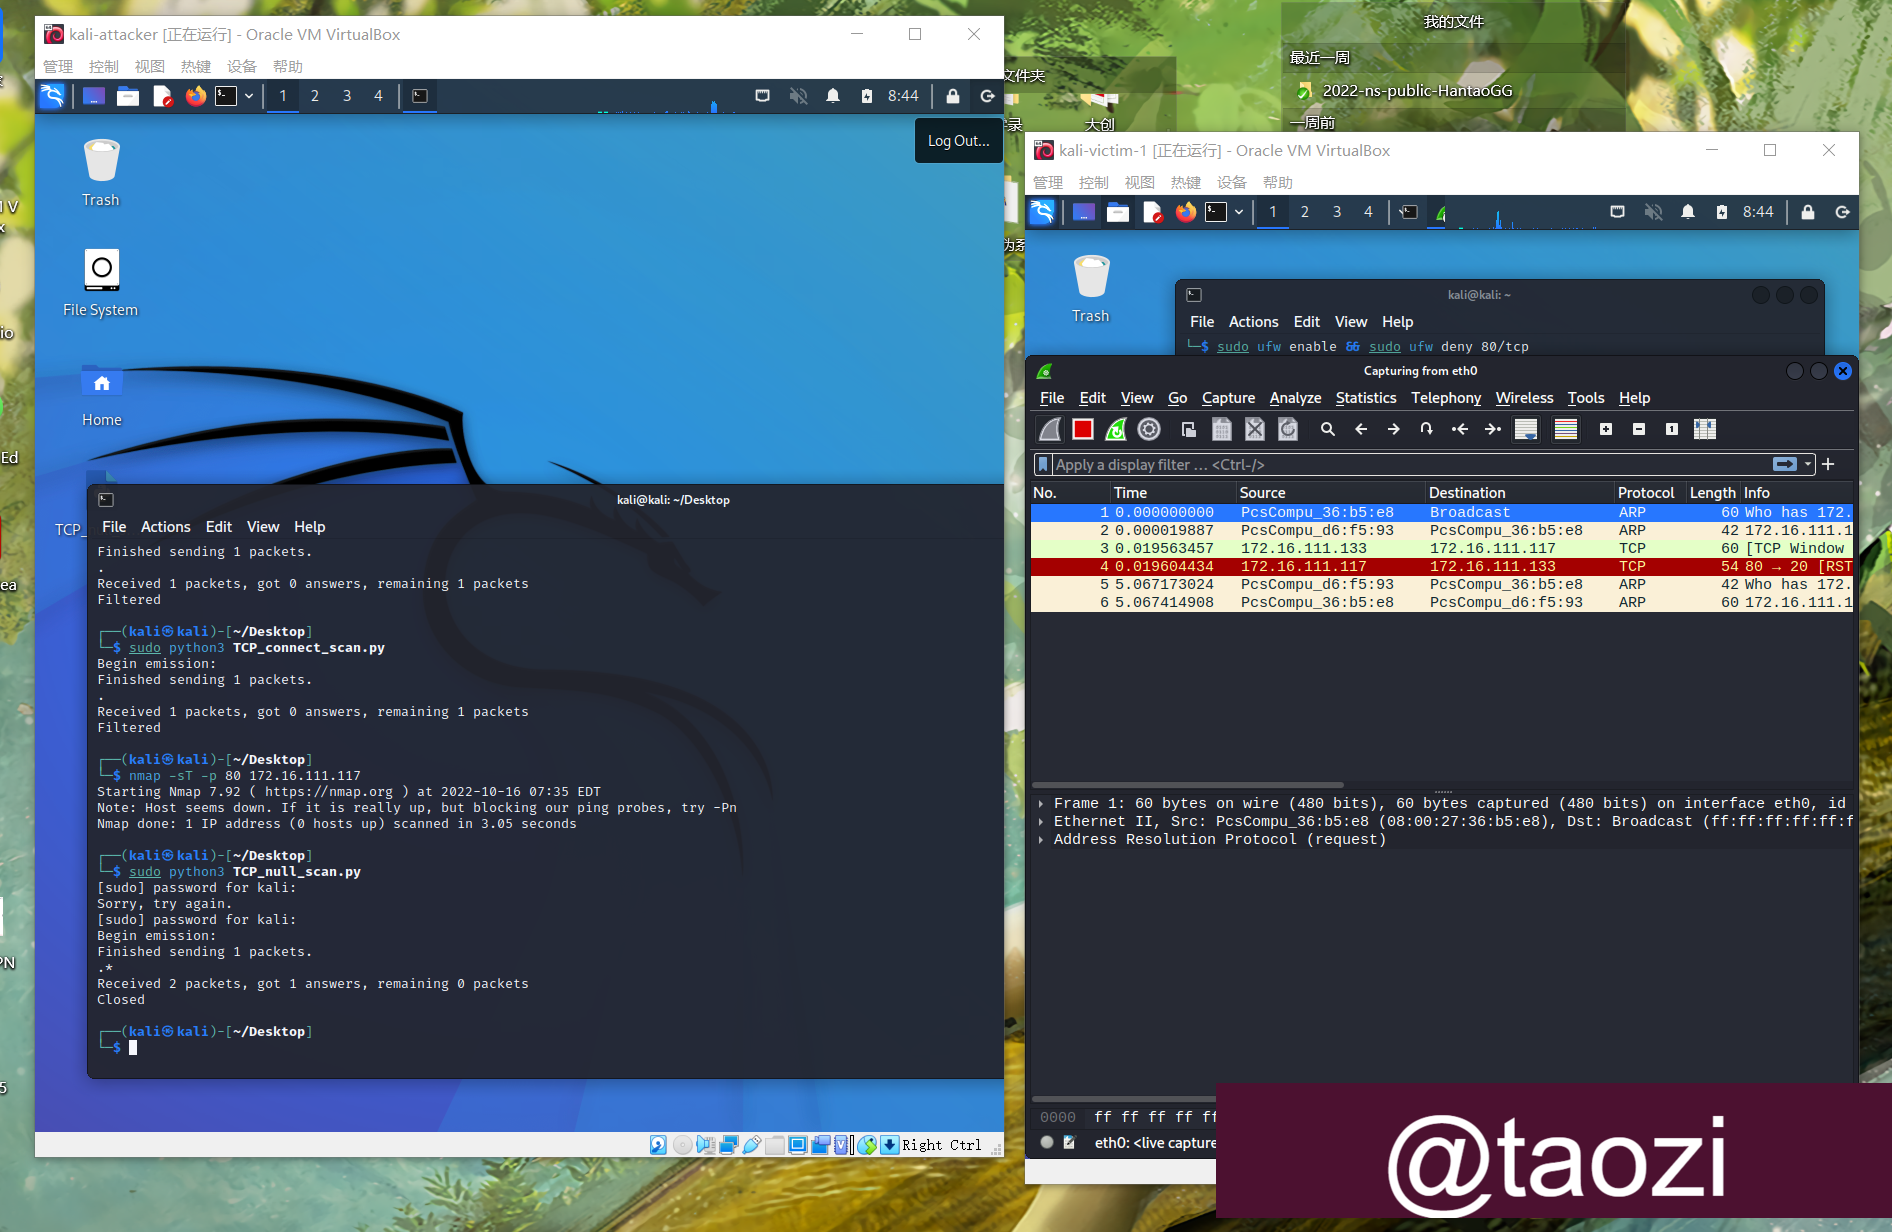 kali-attacker [正在运行] - Oracle VM VirtualBox
管理 控制 视图 热键 设备 帮助
1 2 3 4 8:44
Log Out...
Trash
File System
Home
TCP_
kali@kali: ~/Desktop
File Actions Edit View Help
Finished sending 1 packets.
.
Received 1 packets, got 0 answers, remaining 1 packets
Filtered
┌──(kali㉿kali)-[~/Desktop]
└─$ sudo python3 TCP_connect_scan.py
Begin emission:
Finished sending 1 packets.
.
Received 1 packets, got 0 answers, remaining 1 packets
Filtered
┌──(kali㉿kali)-[~/Desktop]
└─$ nmap -sT -p 80 172.16.111.117
Starting Nmap 7.92 ( https://nmap.org ) at 2022-10-16 07:35 EDT
Note: Host seems down. If it is really up, but blocking our ping probes, try -Pn
Nmap done: 1 IP address (0 hosts up) scanned in 3.05 seconds
┌──(kali㉿kali)-[~/Desktop]
└─$ sudo python3 TCP_null_scan.py
[sudo] password for kali:
Sorry, try again.
[sudo] password for kali:
Begin emission:
Finished sending 1 packets.
.*
Received 2 packets, got 1 answers, remaining 0 packets
Closed
┌──(kali㉿kali)-[~/Desktop]
└─$
Right Ctrl
我的文件
最近一周
2022-ns-public-HantaoGG
一周前
文件夹
大创
kali-victim-1 [正在运行] - Oracle VM VirtualBox
管理 控制 视图 热键 设备 帮助
1 2 3 4 8:44
Trash
kali@kali: ~
File Actions Edit View Help
└─$ sudo ufw enable && sudo ufw deny 80/tcp
Capturing from eth0
File Edit View Go Capture Analyze Statistics Telephony Wireless Tools Help
Apply a display filter … <Ctrl-/>
No. Time Source Destination Protocol Length Info
1 0.000000000 PcsCompu_36:b5:e8 Broadcast ARP 60 Who has 172.
2 0.000019887 PcsCompu_d6:f5:93 PcsCompu_36:b5:e8 ARP 42 172.16.111.1
3 0.019563457 172.16.111.133 172.16.111.117 TCP 60 [TCP Window
4 0.019604434 172.16.111.117 172.16.111.133 TCP 54 80 → 20 [RST
5 5.067173024 PcsCompu_d6:f5:93 PcsCompu_36:b5:e8 ARP 42 Who has 172.
6 5.067414908 PcsCompu_36:b5:e8 PcsCompu_d6:f5:93 ARP 60 172.16.111.1
Frame 1: 60 bytes on wire (480 bits), 60 bytes captured (480 bits) on interface eth0, id
Ethernet II, Src: PcsCompu_36:b5:e8 (08:00:27:36:b5:e8), Dst: Broadcast (ff:ff:ff:ff:ff:f
Address Resolution Protocol (request)
0000 ff ff ff ff ff
eth0: <live capture
@taozi